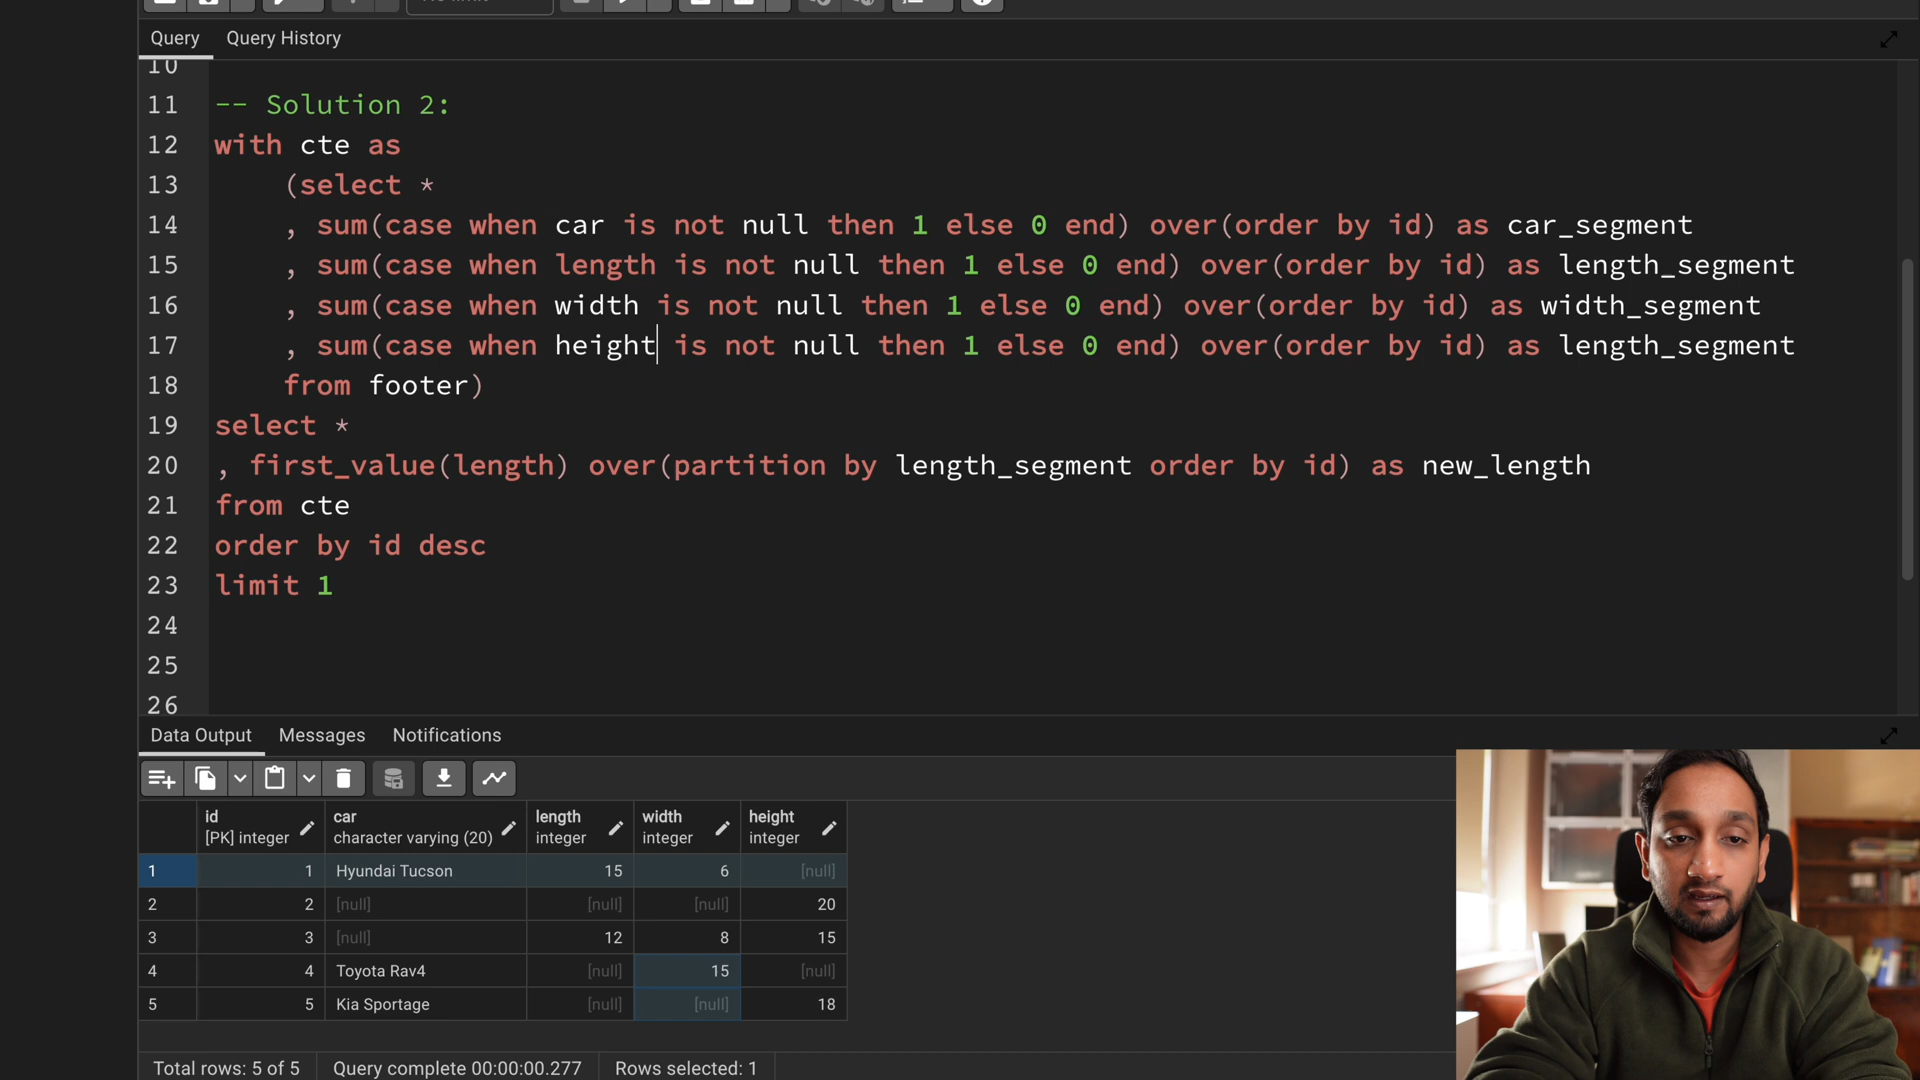 Query Query History
10
11 -- Solution 2:
12 with cte as
13 (select *
14 , sum(case when car is not null then 1 else 0 end) over(order by id) as car_segment
15 , sum(case when length is not null then 1 else 0 end) over(order by id) as length_segment
16 , sum(case when width is not null then 1 else 0 end) over(order by id) as width_segment
17 , sum(case when height is not null then 1 else 0 end) over(order by id) as length_segment
18 from footer)
19 select *
20 , first_value(length) over(partition by length_segment order by id) as new_length
21 from cte
22 order by id desc
23 limit 1
24
25
26
Data Output Messages Notifications
id car length width height
[PK] integer character varying (20) integer integer integer
1 1 Hyundai Tucson 15 6 [null]
2 2 [null] [null] [null] 20
3 3 [null] 12 8 15
4 4 Toyota Rav4 [null] 15 [null]
5 5 Kia Sportage [null] [null] 18
Total rows: 5 of 5 Query complete 00:00:00.277 Rows selected: 1